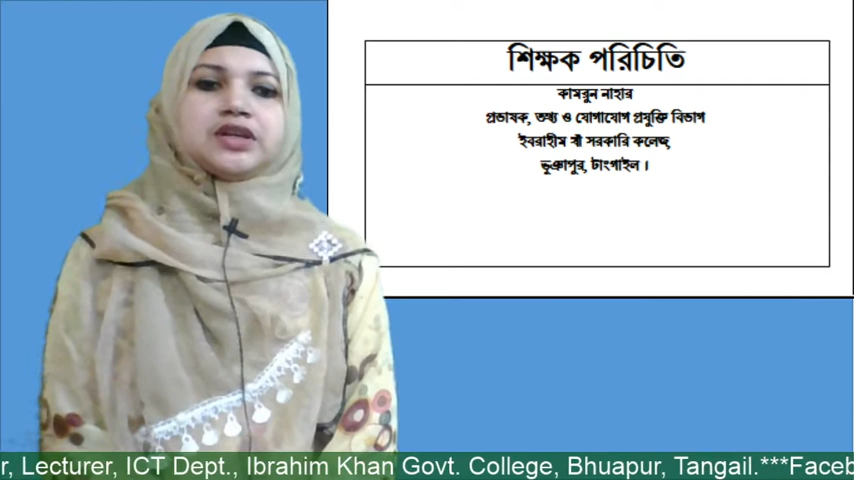 শিক্ষক পরিচিতি
কামরুন নাহার
প্রভাষক, তথ্য ও যোগাযোগ প্রযুক্তি বিভাগ
ইবরাহীম খাঁ সরকারি কলেজ,
ভূঞাপুর, টাংগাইল ।
r, Lecturer, ICT Dept., Ibrahim Khan Govt. College, Bhuapur, Tangail.***Faceb